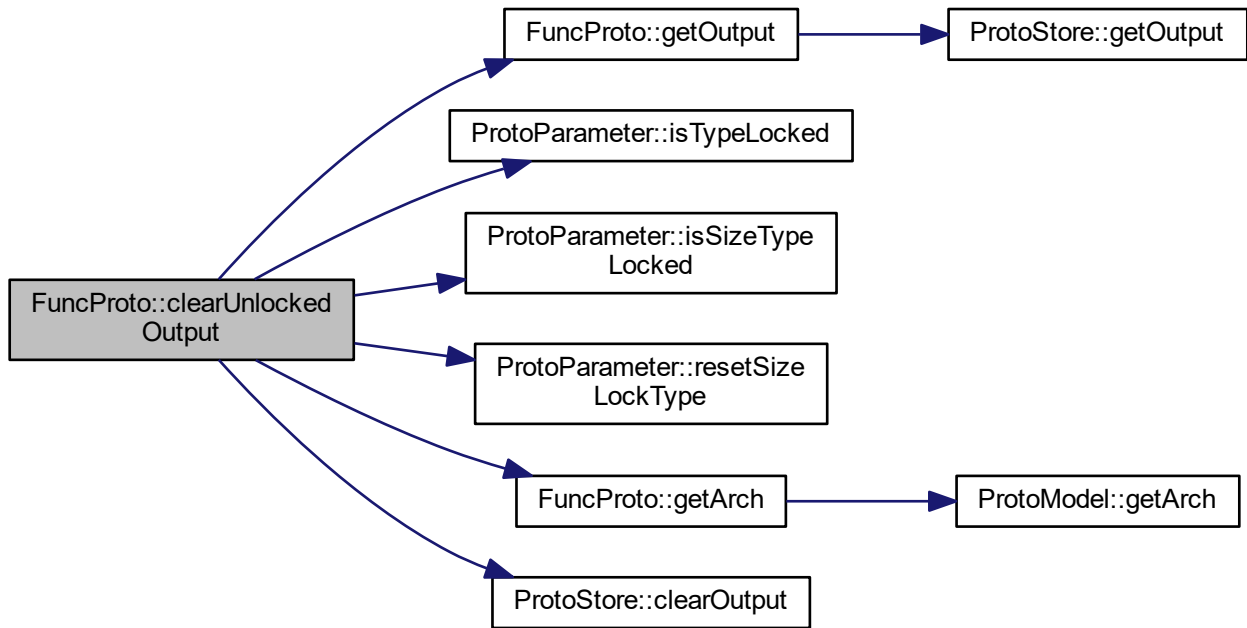 FuncProto::getOutput
ProtoStore::getOutput
ProtoParameter::isTypeLocked
ProtoParameter::isSizeType
Locked
FuncProto::clearUnlocked
Output
ProtoParameter::resetSize
LockType
FuncProto::getArch
ProtoModel::getArch
ProtoStore::clearOutput